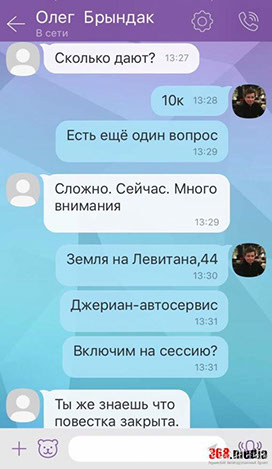 Олег Брындак
В сети
Сколько дают?
13:27
10к
13:28
Есть ещё один вопрос
13:29
Сложно. Сейчас. Много
внимания
13:29
Земля на Левитана,44
13:30
Джериан-автосервис
13:31
Включим на сессию?
13:31
Ты же знаешь что
повестка закрыта.
368.media